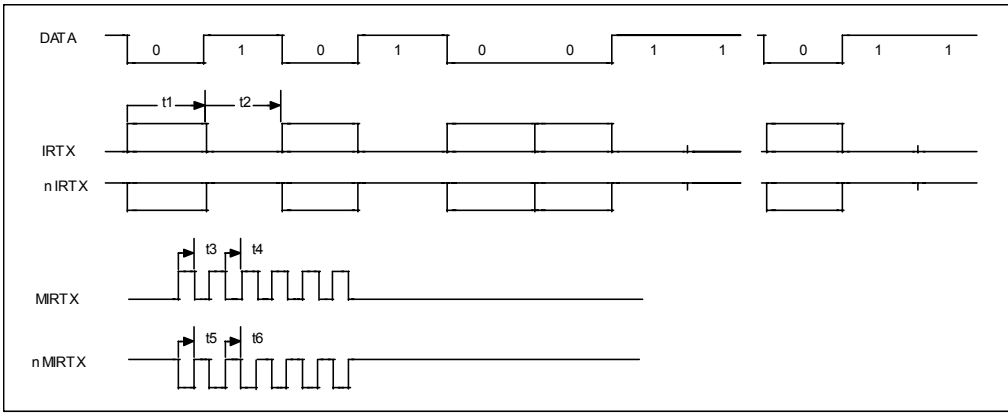 DATA 0 1 0 1 0 0 1 1 0 1 1
t1 t2
IRTX
nIRTX
t3 t4
MIRTX
t5 t6
nMIRTX